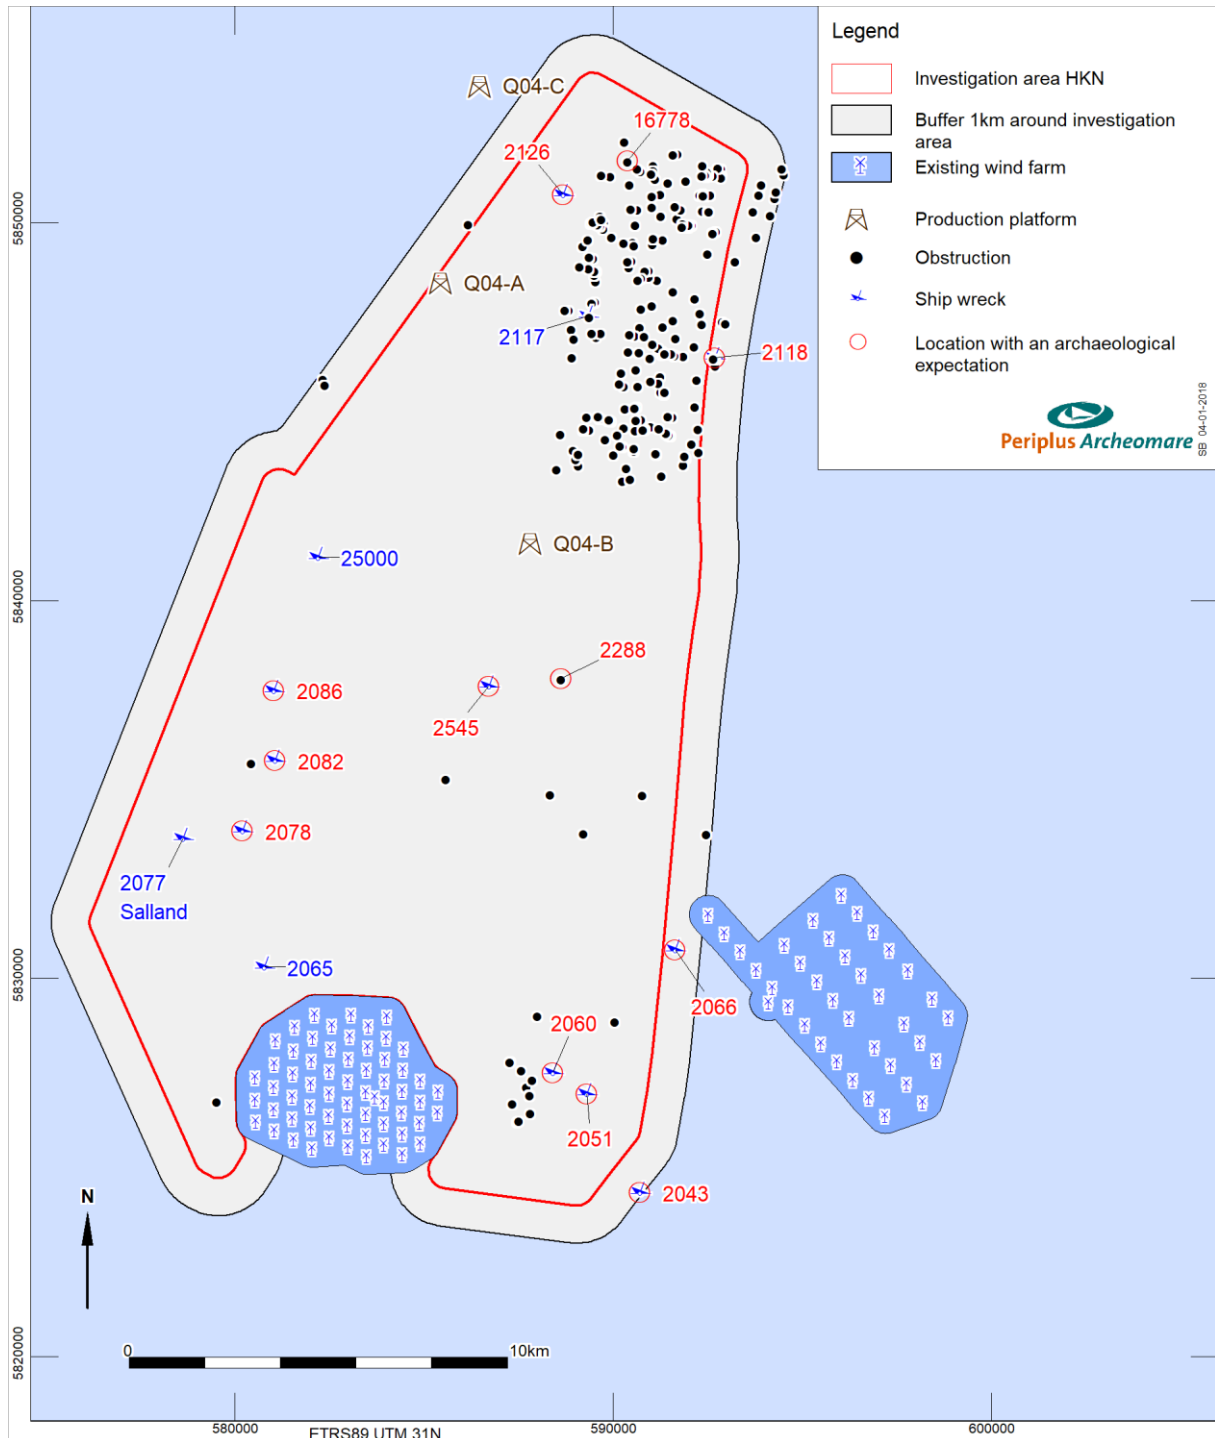 Legend
Investigation area HKN
Buffer 1km around investigation
area
Existing wind farm
Production platform
Obstruction
Ship wreck
Location with an archaeological
expectation
Periplus Archeomare
SB 04-01-2018
Q04-C
16778
2126
5850000
Q04-A
2117
2118
Q04-B
25000
5840000
2288
2086
2545
2082
2078
2077
Salland
2065
5830000
2066
2060
2051
2043
N
0
10km
5820000
580000
590000
600000
ETRS89 UTM 31N